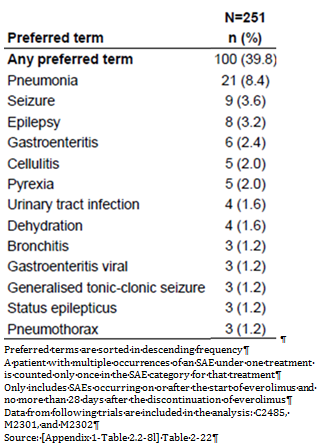 N=251
Preferred term n (%)
Any preferred term 100 (39.8)
Pneumonia 21 (8.4)
Seizure 9 (3.6)
Epilepsy 8 (3.2)
Gastroenteritis 6 (2.4)
Cellulitis 5 (2.0)
Pyrexia 5 (2.0)
Urinary tract infection 4 (1.6)
Dehydration 4 (1.6)
Bronchitis 3 (1.2)
Gastroenteritis viral 3 (1.2)
Generalised tonic-clonic seizure 3 (1.2)
Status epilepticus 3 (1.2)
Pneumothorax 3 (1.2)
¶
Preferred·terms·are·sorted·in·descending·frequency¶
A·patient·with·multiple·occurrences·of·an·SAE·under·one·treatment·
is·counted·only·once·in·the·SAE·category·for·that·treatment¶
Only·includes·SAEs·occurring·on·or·after·the·start·of·everolimus·and·
no·more·than·28·days·after·the·discontinuation·of·everolimus¶
Data·from·following·trials·are·included·in·the·analysis:·C2485,·
M2301,·and·M2302¶
Source:·[Appendix·1-Table·2.2-8l]·Table·2-22¶